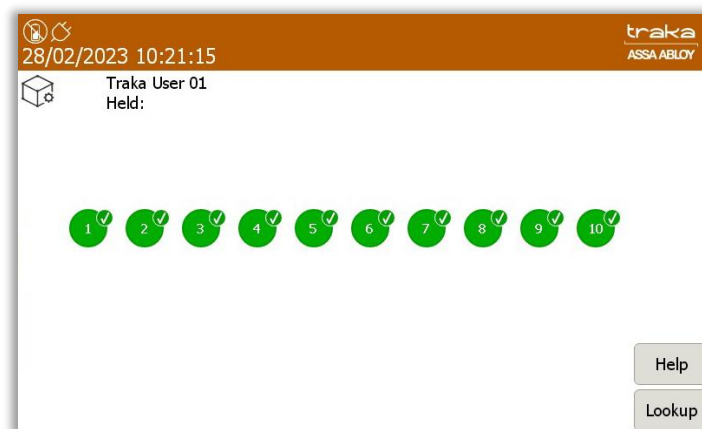 traka
28/02/2023 10:21:15
ASSA ABLOY
Traka User 01
Held:
1 2 3 4 5 6 7 8 9 10
Help
Lookup